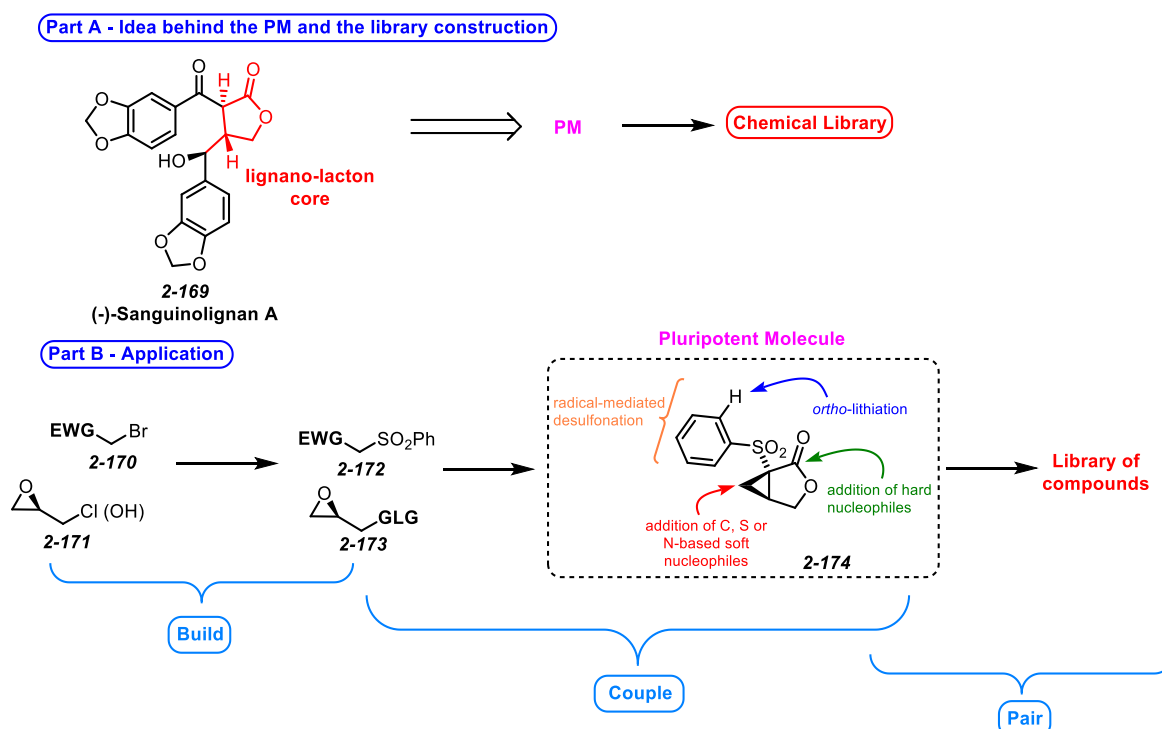 Part A - Idea behind the PM and the library construction
O
H
O
O
O
O
HO
H
lignano-lacton
core
O
O
2-169
(-)-Sanguinolignan A
PM
Chemical Library
Part B - Application
Pluripotent Molecule
radical-mediated
desulfonation
H
ortho-lithiation
SO2
O
O
addition of C, S or
N-based soft
nucleophiles
addition of hard
nucleophiles
2-174
EWG
Br
2-170
O
Cl (OH)
2-171
EWG
SO2Ph
2-172
O
GLG
2-173
Library of
compounds
Build
Couple
Pair